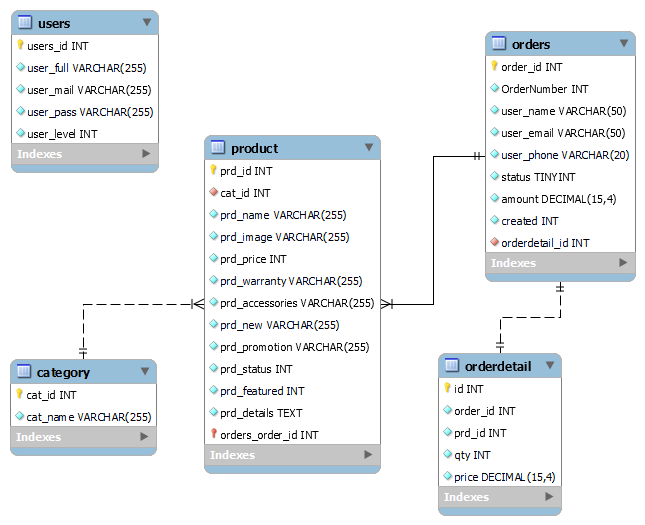 users
users_id INT
user_full VARCHAR(255)
user_mail VARCHAR(255)
user_pass VARCHAR(255)
user_level INT
Indexes
product
prd_id INT
cat_id INT
prd_name VARCHAR(255)
prd_image VARCHAR(255)
prd_price INT
prd_warranty VARCHAR(255)
prd_accessories VARCHAR(255)
prd_new VARCHAR(255)
prd_promotion VARCHAR(255)
prd_status INT
prd_featured INT
prd_details TEXT
orders_order_id INT
Indexes
orders
order_id INT
OrderNumber INT
user_name VARCHAR(50)
user_email VARCHAR(50)
user_phone VARCHAR(20)
status TINYINT
amount DECIMAL(15,4)
created INT
orderdetail_id INT
Indexes
category
cat_id INT
cat_name VARCHAR(255)
Indexes
orderdetail
id INT
order_id INT
prd_id INT
qty INT
price DECIMAL(15,4)
Indexes